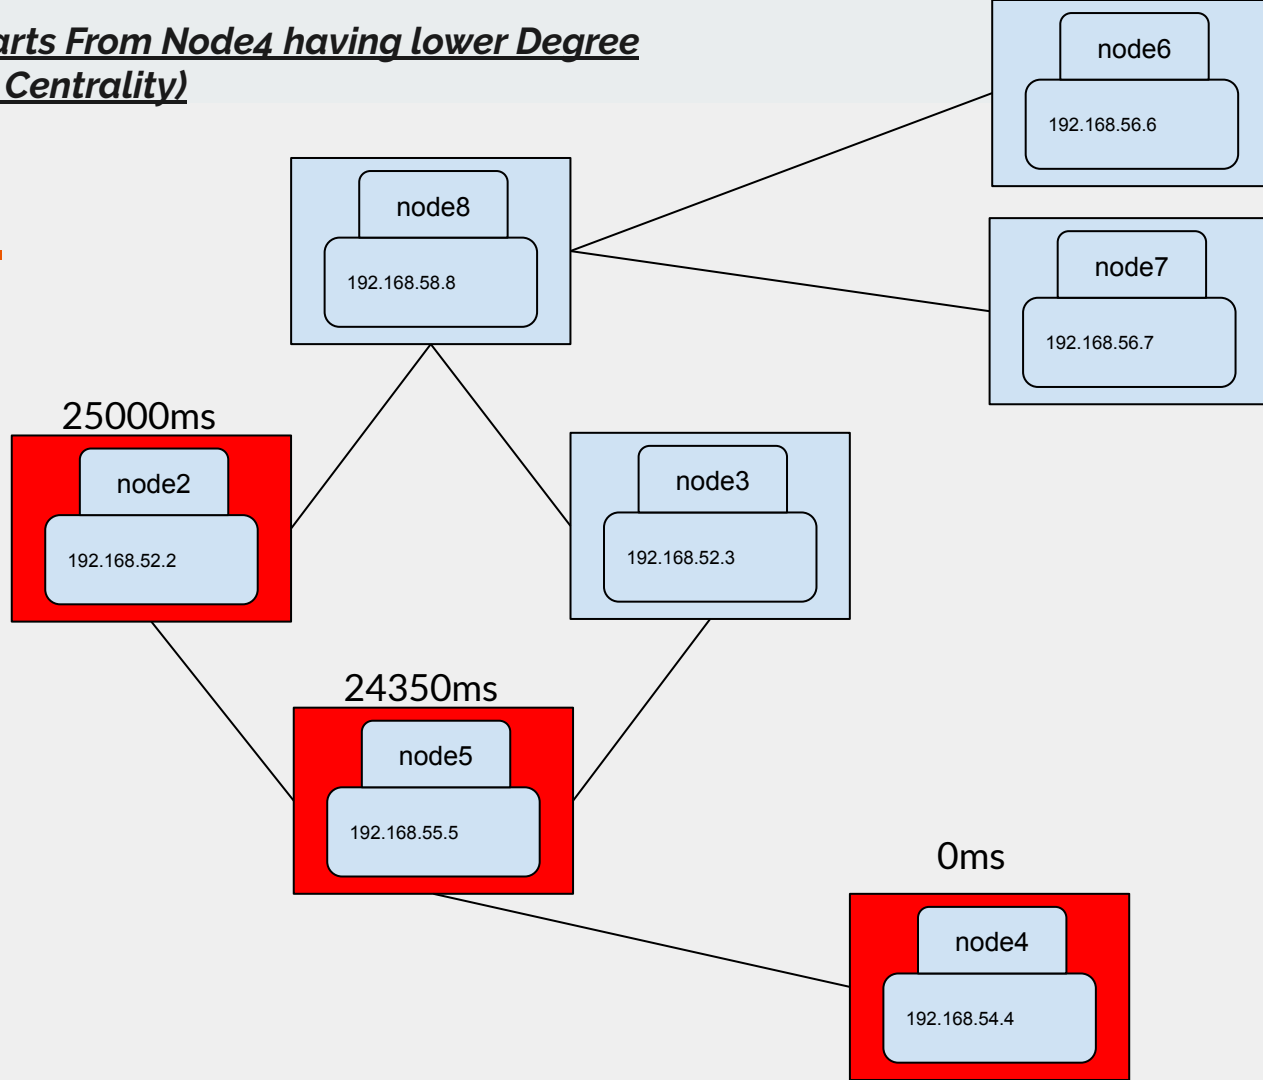 arts From Node4 having lower Degree
Centrality)
node6
192.168.56.6
node8
192.168.58.8
node7
192.168.56.7
25000ms
node2
192.168.52.2
node3
192.168.52.3
24350ms
node5
192.168.55.5
0ms
node4
192.168.54.4